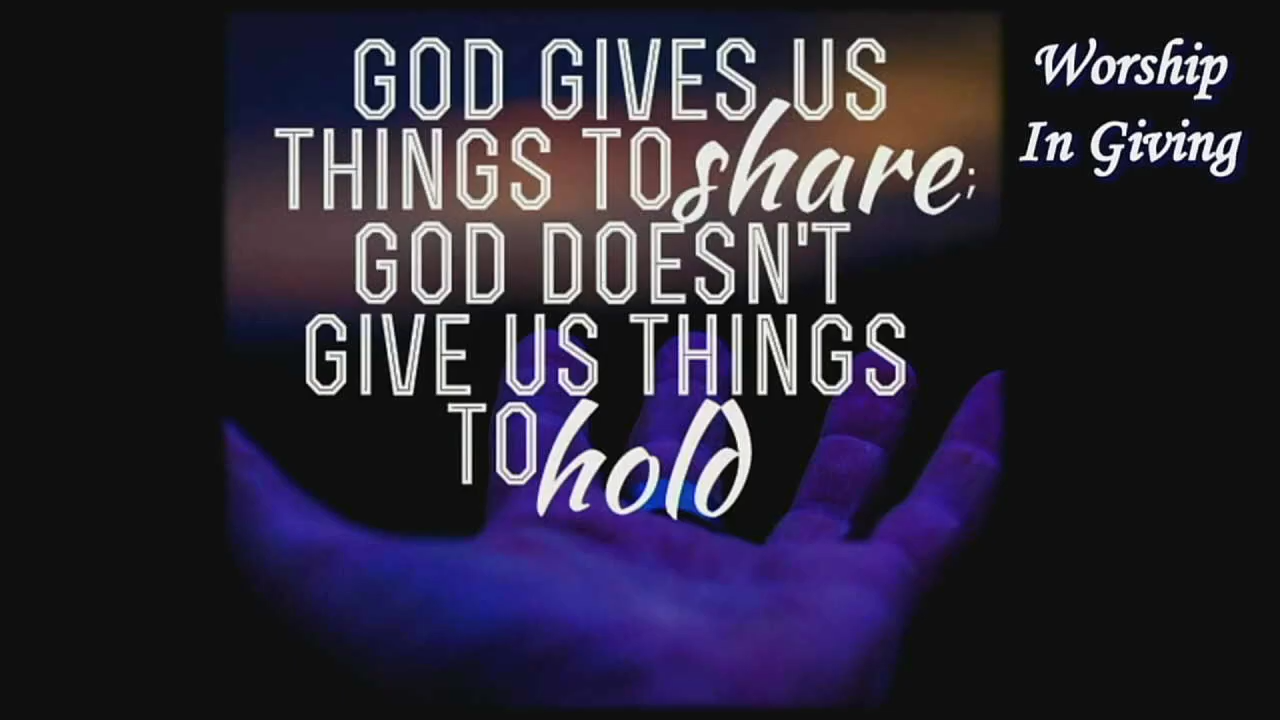 GOD GIVES US
THINGS TO share;
GOD DOESN'T
GIVE US THINGS
TO hold
Worship
In Giving